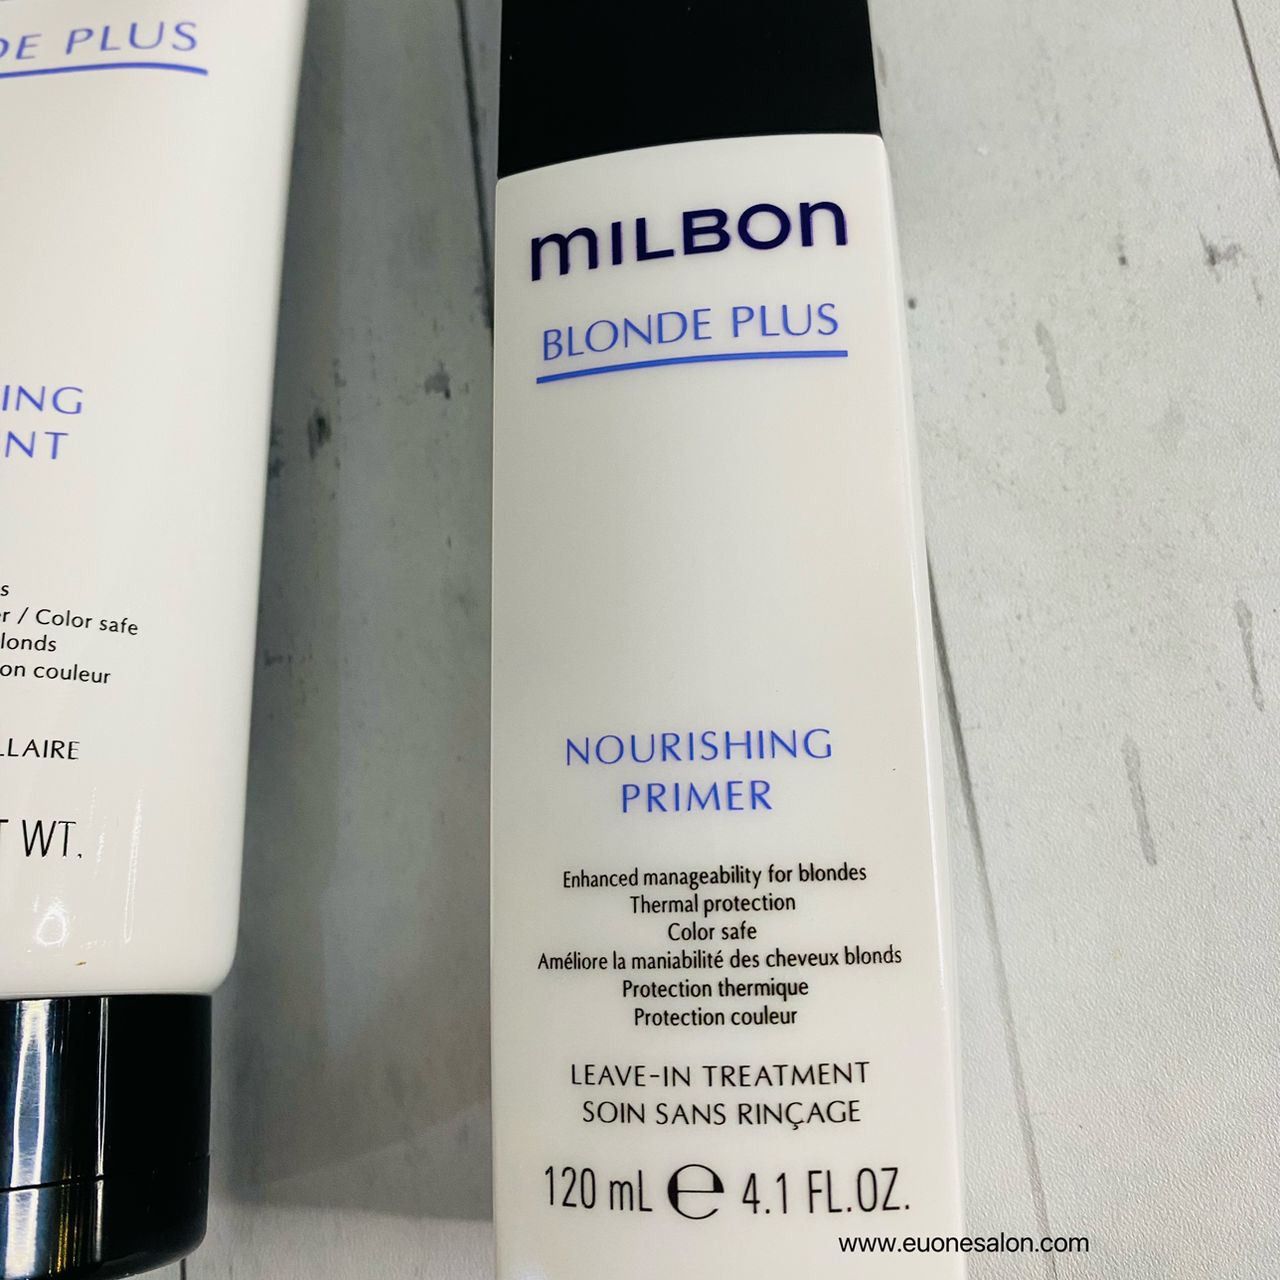 PLUS
ING
NT
s
/ Color safe
londs
on couleur
LLAIRE
WT.
mILBOn
BLONDE PLUS
NOURISHING
PRIMER
Enhanced manageability for blondes
Thermal protection
Color safe
Améliore la maniabilité des cheveux blonds
Protection thermique
Protection couleur
LEAVE-IN TREATMENT
SOIN SANS RINÇAGE
120 mL e 4.1 FL.OZ.
www.euonesalon.com